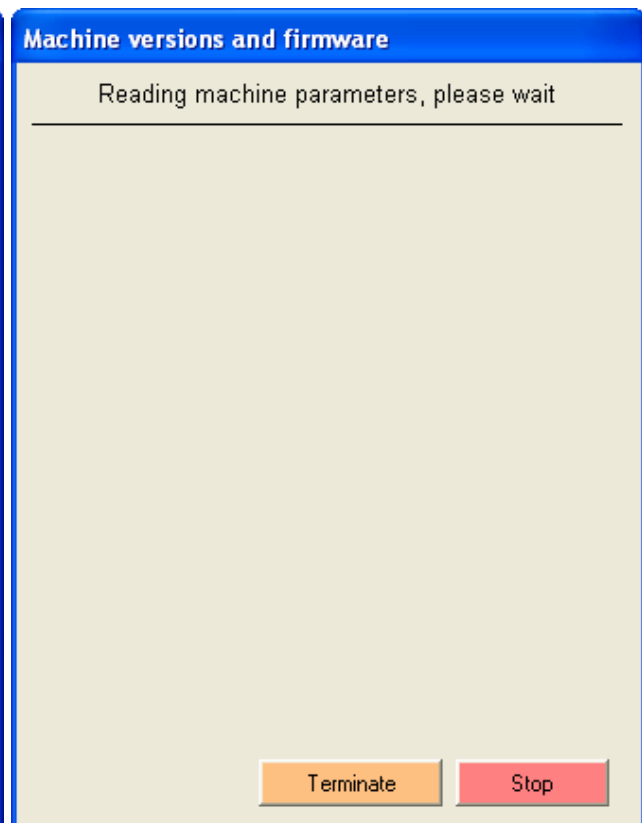 Machine versions and firmware
Reading machine parameters, please wait
Terminate
Stop